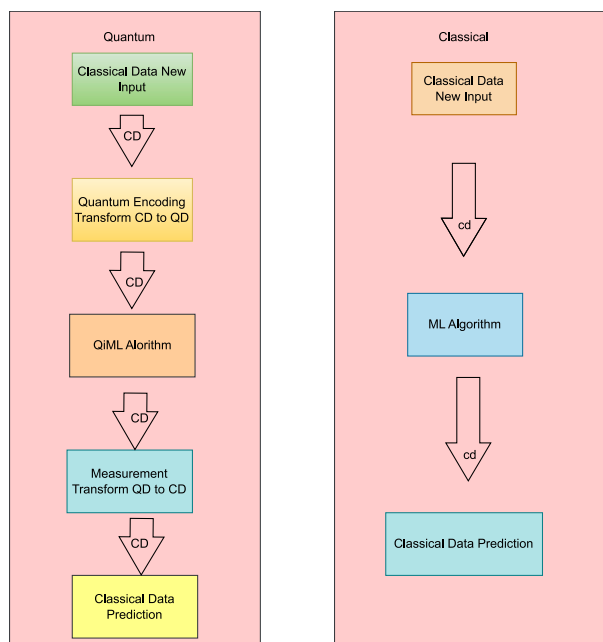 Quantum
Classical Data New
Input
CD
Quantum Encoding
Transform CD to QD
CD
QiML Alorithm
CD
Measurement
Transform QD to CD
CD
Classical Data
Prediction
Classical
Classical Data
New Input
cd
ML Algorithm
cd
Classical Data Prediction